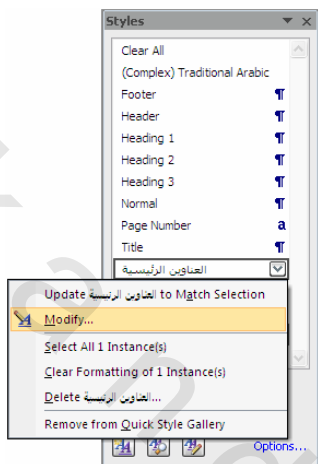 Styles
Clear All
(Complex) Traditional Arabic
Footer ¶
Header ¶
Heading 1 ¶
Heading 2 ¶
Heading 3 ¶
Normal ¶
Page Number a
Title ¶
العناوين الرئيسية
Update العناوين الرئيسية to Match Selection
Modify...
Select All 1 Instance(s)
Clear Formatting of 1 Instance(s)
Delete العناوين الرئيسية...
Remove from Quick Style Gallery
Options...